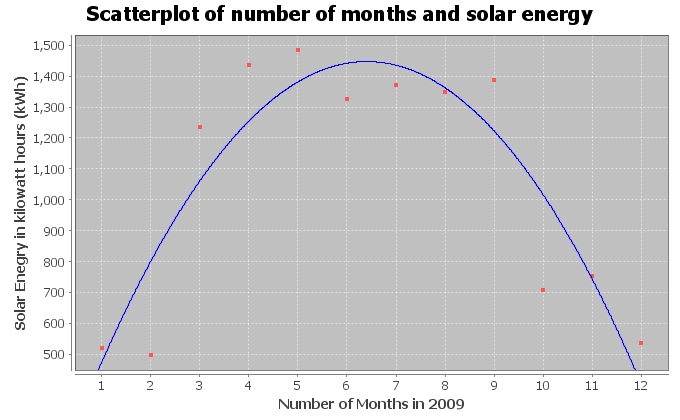 Scatterplot of number of months and solar energy
Solar Enegry in kilowatt hours (kWh)
1,500
1,400
1,300
1,200
1,100
1,000
900
800
700
600
500
1 2 3 4 5 6 7 8 9 10 11 12
Number of Months in 2009